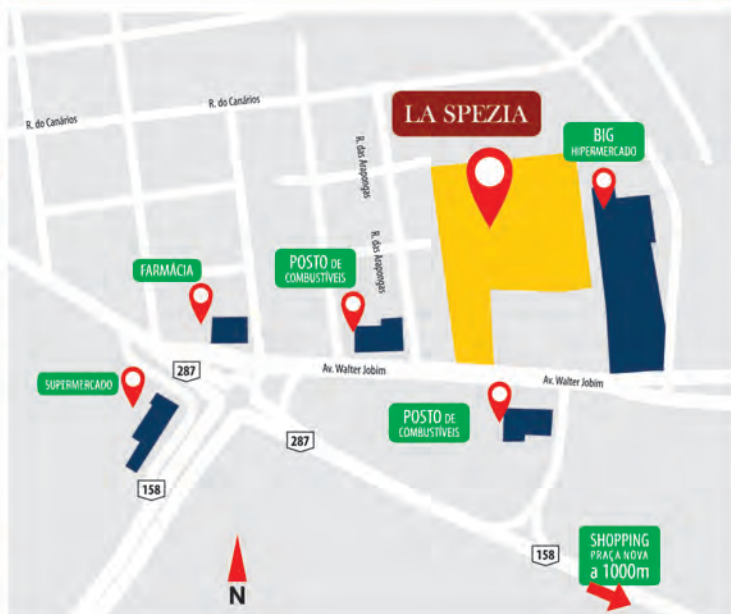 R. do Canários
R. do Canários
R. das Arapongas
R. das Arapongas
LA SPEZIA
BIG
HIPERMERCADO
FARMÁCIA
POSTO DE
COMBUSTÍVEIS
SUPERMERCADO
287
Av. Walter Jobim
Av. Walter Jobim
POSTO DE
COMBUSTÍVEIS
287
158
158
SHOPPING
PRAÇA NOVA
a 1000m
N